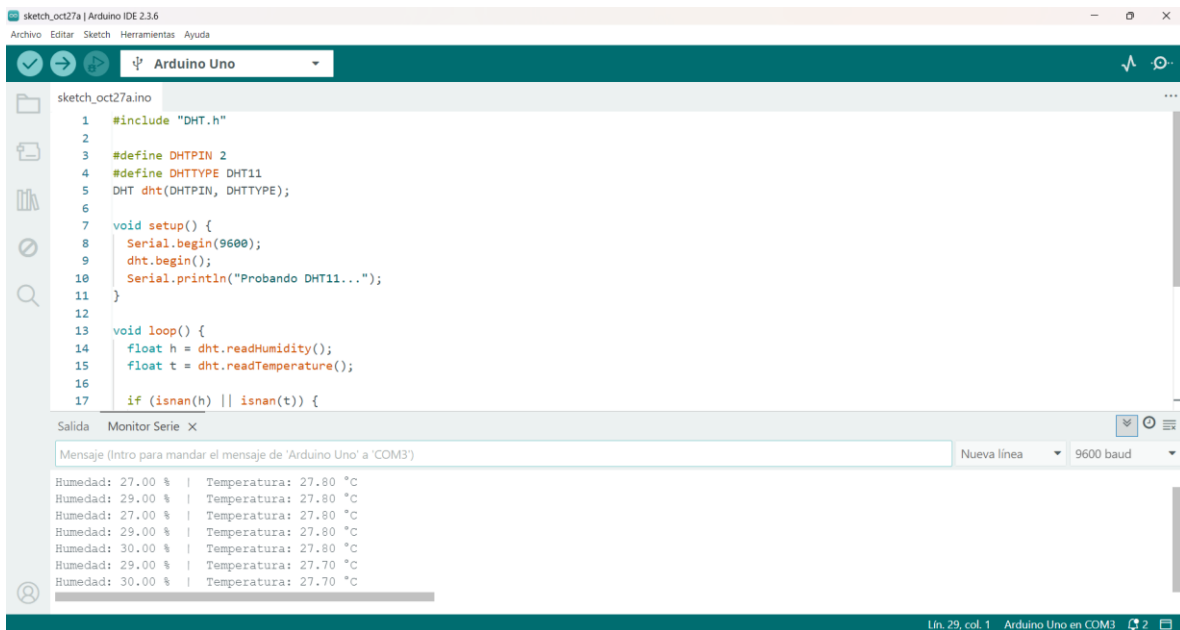 sketch_oct27a | Arduino IDE 2.3.6
Archivo Editar Sketch Herramientas Ayuda
Arduino Uno
sketch_oct27a.ino
1 #include "DHT.h"
2
3 #define DHTPIN 2
4 #define DHTTYPE DHT11
5 DHT dht(DHTPIN, DHTTYPE);
6
7 void setup() {
8 Serial.begin(9600);
9 dht.begin();
10 Serial.println("Probando DHT11...");
11 }
12
13 void loop() {
14 float h = dht.readHumidity();
15 float t = dht.readTemperature();
16
17 if (isnan(h) || isnan(t)) {
Salida Monitor Serie
Mensaje (Intro para mandar el mensaje de 'Arduino Uno' a 'COM3') Nueva línea 9600 baud
Humedad: 27.00 % | Temperatura: 27.80 °C
Humedad: 29.00 % | Temperatura: 27.80 °C
Humedad: 27.00 % | Temperatura: 27.80 °C
Humedad: 29.00 % | Temperatura: 27.80 °C
Humedad: 30.00 % | Temperatura: 27.80 °C
Humedad: 29.00 % | Temperatura: 27.70 °C
Humedad: 30.00 % | Temperatura: 27.70 °C
Lín. 29, col. 1 Arduino Uno en COM3 2